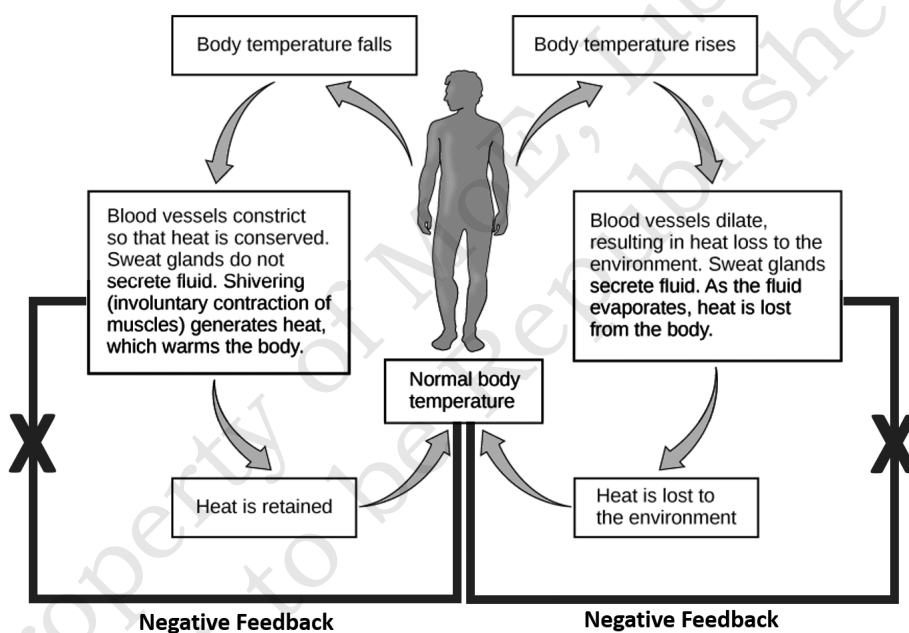 Body temperature falls
Body temperature rises
Blood vessels constrict
so that heat is conserved.
Sweat glands do not
secrete fluid. Shivering
(involuntary contraction of
muscles) generates heat,
which warms the body.
Blood vessels dilate,
resulting in heat loss to the
environment. Sweat glands
secrete fluid. As the fluid
evaporates, heat is lost
from the body.
Normal body
temperature
Heat is retained
Heat is lost to
the environment
Negative Feedback
Negative Feedback
X
X